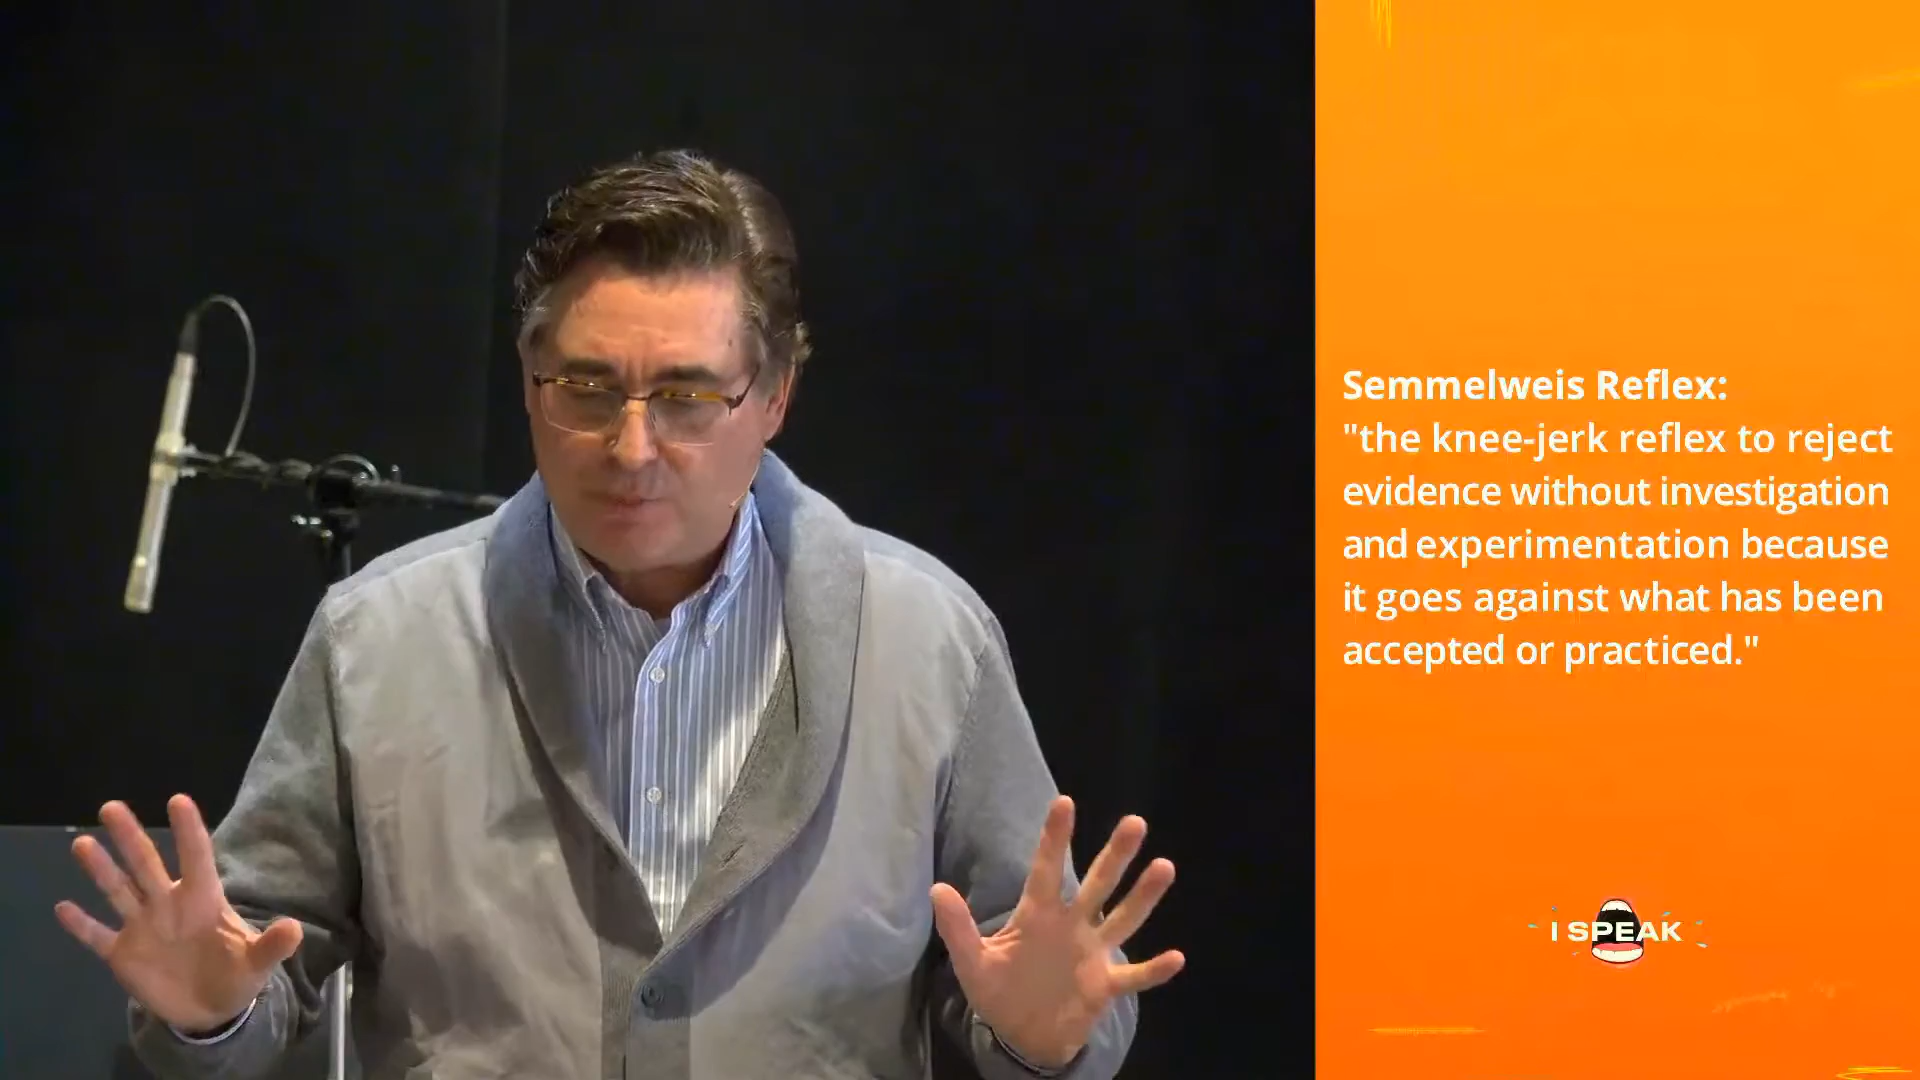 Semmelweis Reflex:
"the knee-jerk reflex to reject
evidence without investigation
and experimentation because
it goes against what has been
accepted or practiced."
I SPEAK